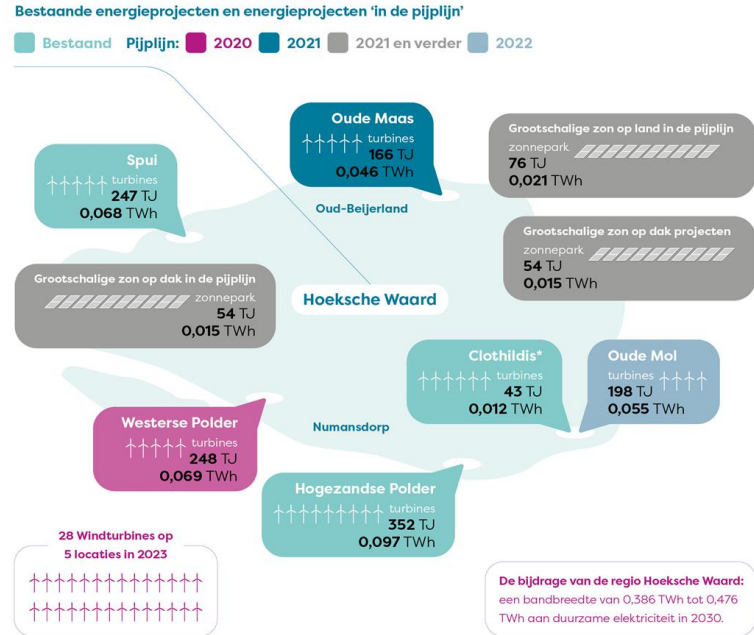 Bestaande energieprojecten en energieprojecten ‘in de pijplijn’
Bestaand Pijplijn: 2020 2021 2021 en verder 2022
Oude Maas
turbines
166 TJ
0,046 TWh
Grootschalige zon op land in de pijplijn
zonnepark
76 TJ
0,021 TWh
Spui
turbines
247 TJ
0,068 TWh
Oud-Beijerland
Grootschalige zon op dak projecten
zonnepark
54 TJ
0,015 TWh
Grootschalige zon op dak in de pijplijn
zonnepark
54 TJ
0,015 TWh
Hoeksche Waard
Clothildis*
turbines
43 TJ
0,012 TWh
Oude Mol
turbines
198 TJ
0,055 TWh
Westerse Polder
turbines
248 TJ
0,069 TWh
Numansdorp
Hogezandse Polder
turbines
352 TJ
0,097 TWh
28 Windturbines op
5 locaties in 2023
De bijdrage van de regio Hoeksche Waard:
een bandbreedte van 0,386 TWh tot 0,476
TWh aan duurzame elektriciteit in 2030.